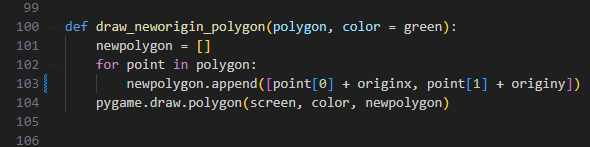 99
100 def draw_neworigin_polygon(polygon, color = green):
101     newpolygon = []
102     for point in polygon:
103         newpolygon.append([point[0] + originx, point[1] + originy])
104     pygame.draw.polygon(screen, color, newpolygon)
105
106